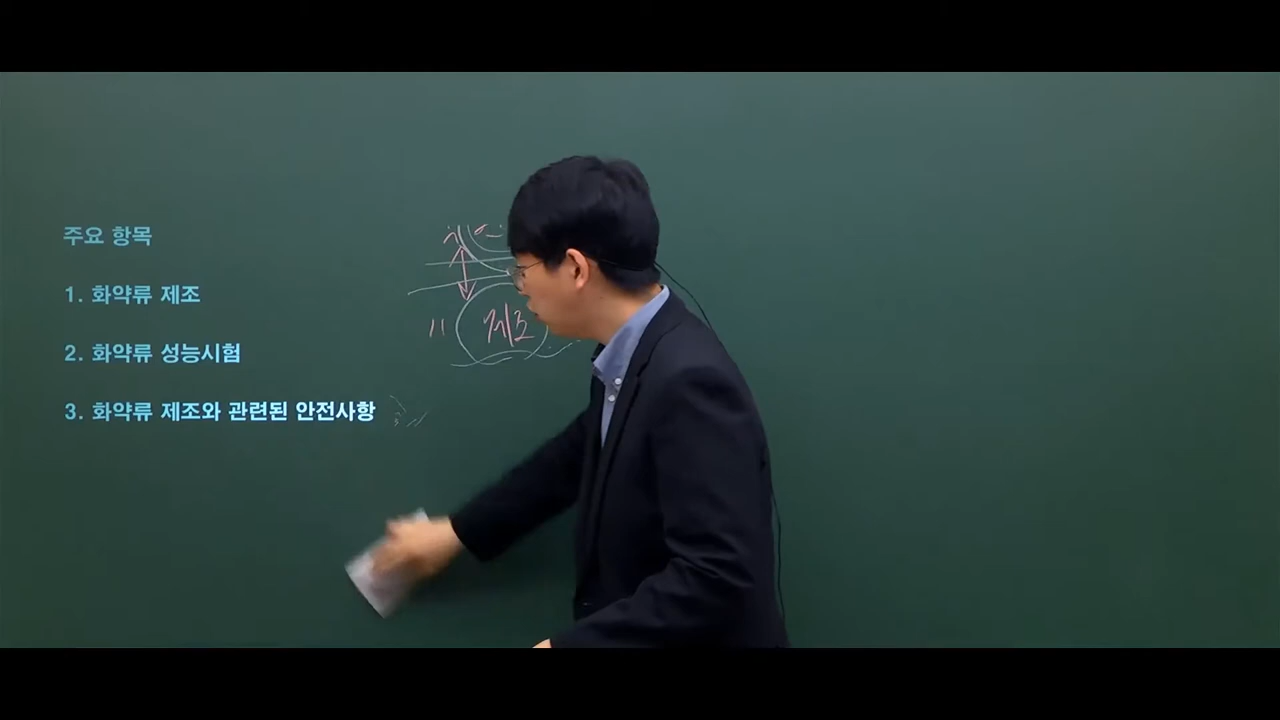 주요 항목
1. 화약류 제조
2. 화약류 성능시험
3. 화약류 제조와 관련된 안전사항
제조